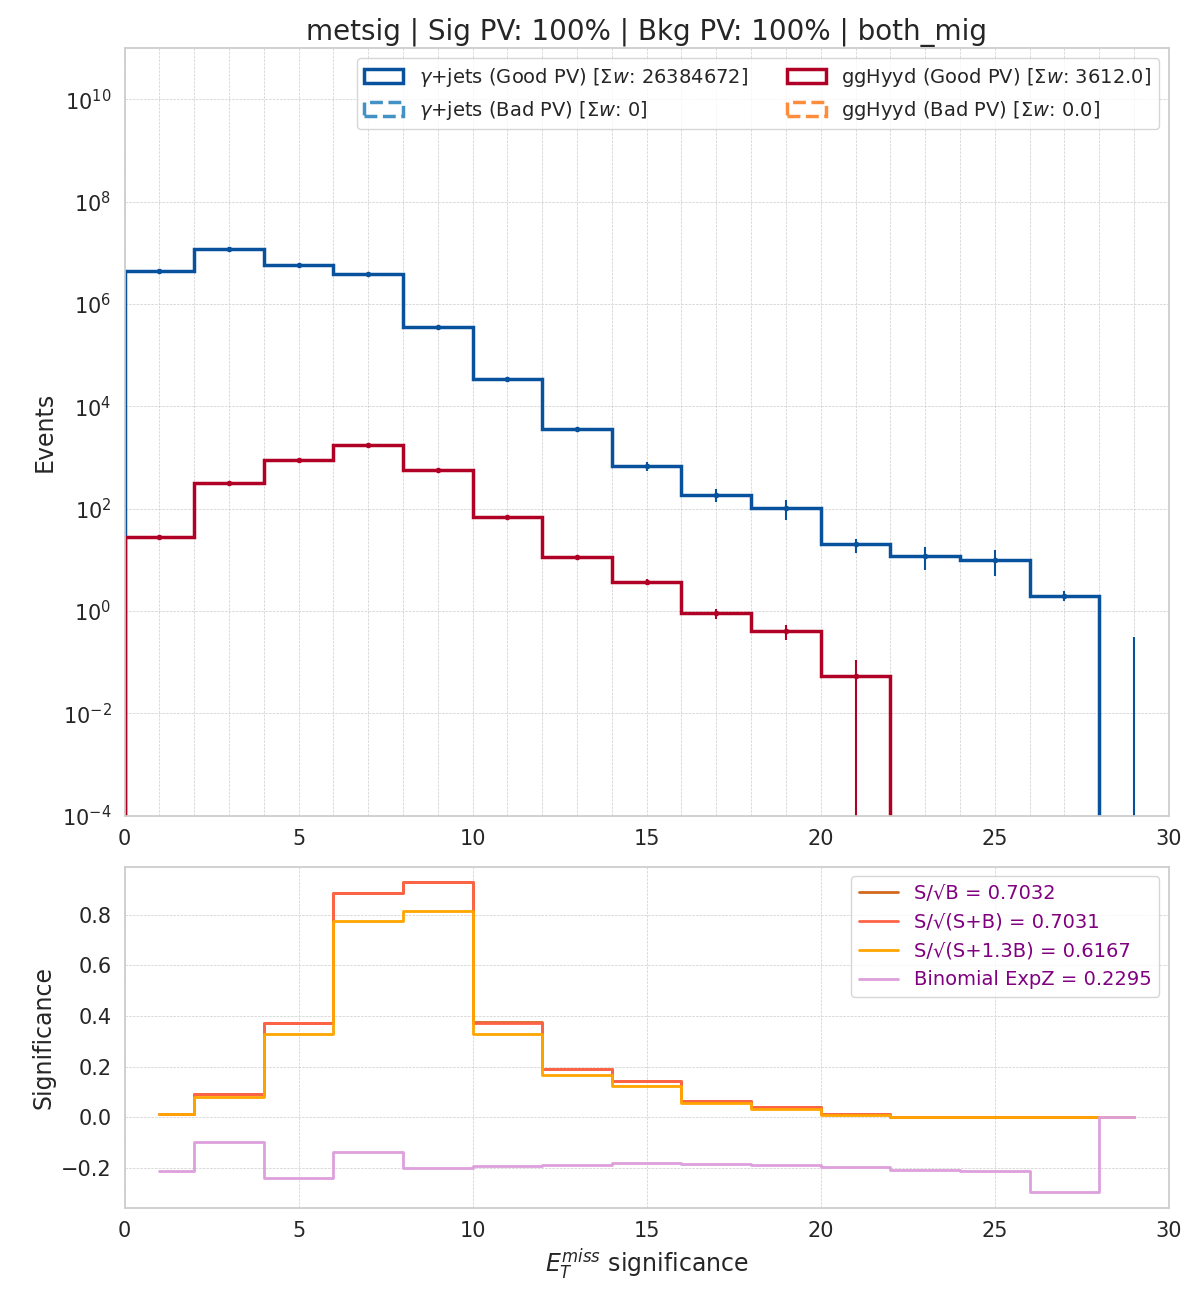 metsig | Sig PV: 100% | Bkg PV: 100% | both_mig
γ+jets (Good PV) [Σw: 26384672]
γ+jets (Bad PV) [Σw: 0]
ggHyyd (Good PV) [Σw: 3612.0]
ggHyyd (Bad PV) [Σw: 0.0]
Events
10^10
10^8
10^6
10^4
10^2
10^0
10^−2
10^−4
0 5 10 15 20 25 30
S/√B = 0.7032
S/√(S+B) = 0.7031
S/√(S+1.3B) = 0.6167
Binomial ExpZ = 0.2295
Significance
0.8
0.6
0.4
0.2
0.0
−0.2
0 5 10 15 20 25 30
E_T^miss significance